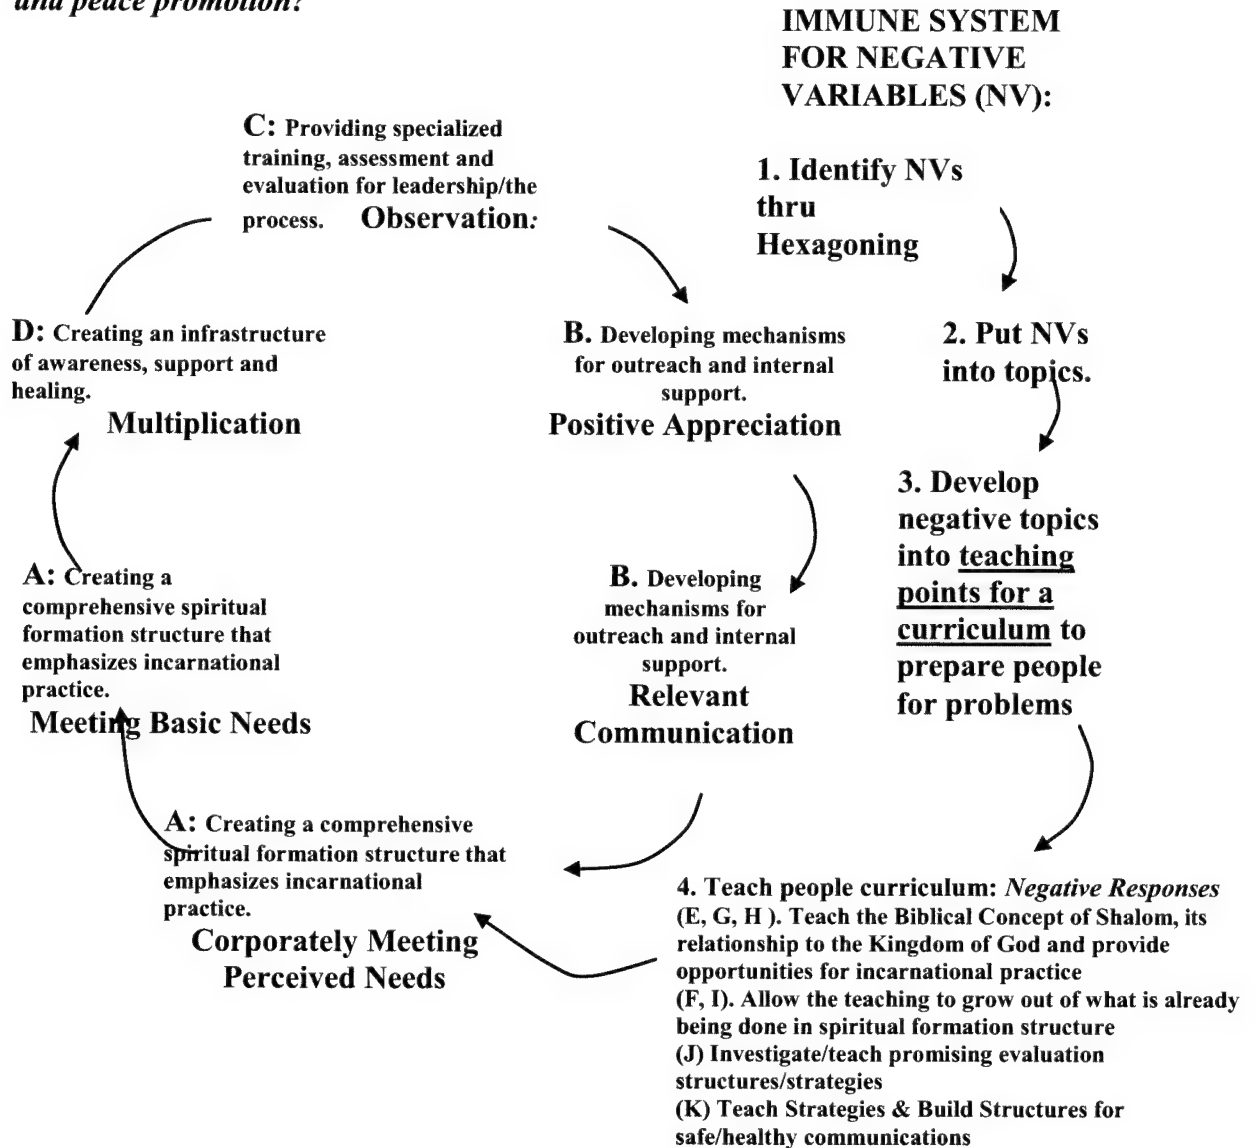 and peace promotion?
IMMUNE SYSTEM
FOR NEGATIVE
VARIABLES (NV):
C: Providing specialized
training, assessment and
evaluation for leadership/the
process. Observation:
1. Identify NVs
thru
Hexagoning
D: Creating an infrastructure
of awareness, support and
healing.
Multiplication
B. Developing mechanisms
for outreach and internal
support.
Positive Appreciation
2. Put NVs
into topics.
3. Develop
negative topics
into teaching
points for a
curriculum to
prepare people
for problems
A: Creating a
comprehensive spiritual
formation structure that
emphasizes incarnational
practice.
Meeting Basic Needs
B. Developing
mechanisms for
outreach and internal
support.
Relevant
Communication
A: Creating a comprehensive
spiritual formation structure that
emphasizes incarnational
practice.
Corporately Meeting
Perceived Needs
4. Teach people curriculum: Negative Responses
(E, G, H ). Teach the Biblical Concept of Shalom, its
relationship to the Kingdom of God and provide
opportunities for incarnational practice
(F, I). Allow the teaching to grow out of what is already
being done in spiritual formation structure
(J) Investigate/teach promising evaluation
structures/strategies
(K) Teach Strategies & Build Structures for
safe/healthy communications